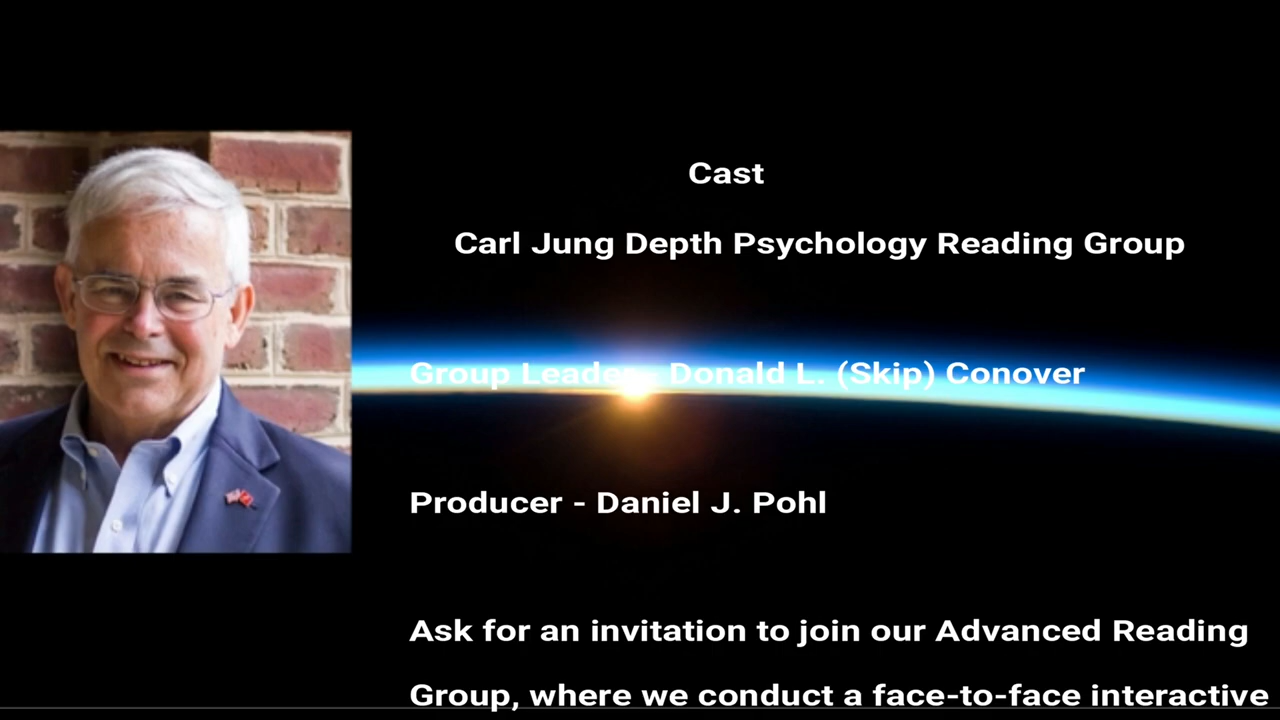 Cast
Carl Jung Depth Psychology Reading Group
Group Leader - Donald L. (Skip) Conover
Producer - Daniel J. Pohl
Ask for an invitation to join our Advanced Reading
Group, where we conduct a face-to-face interactive